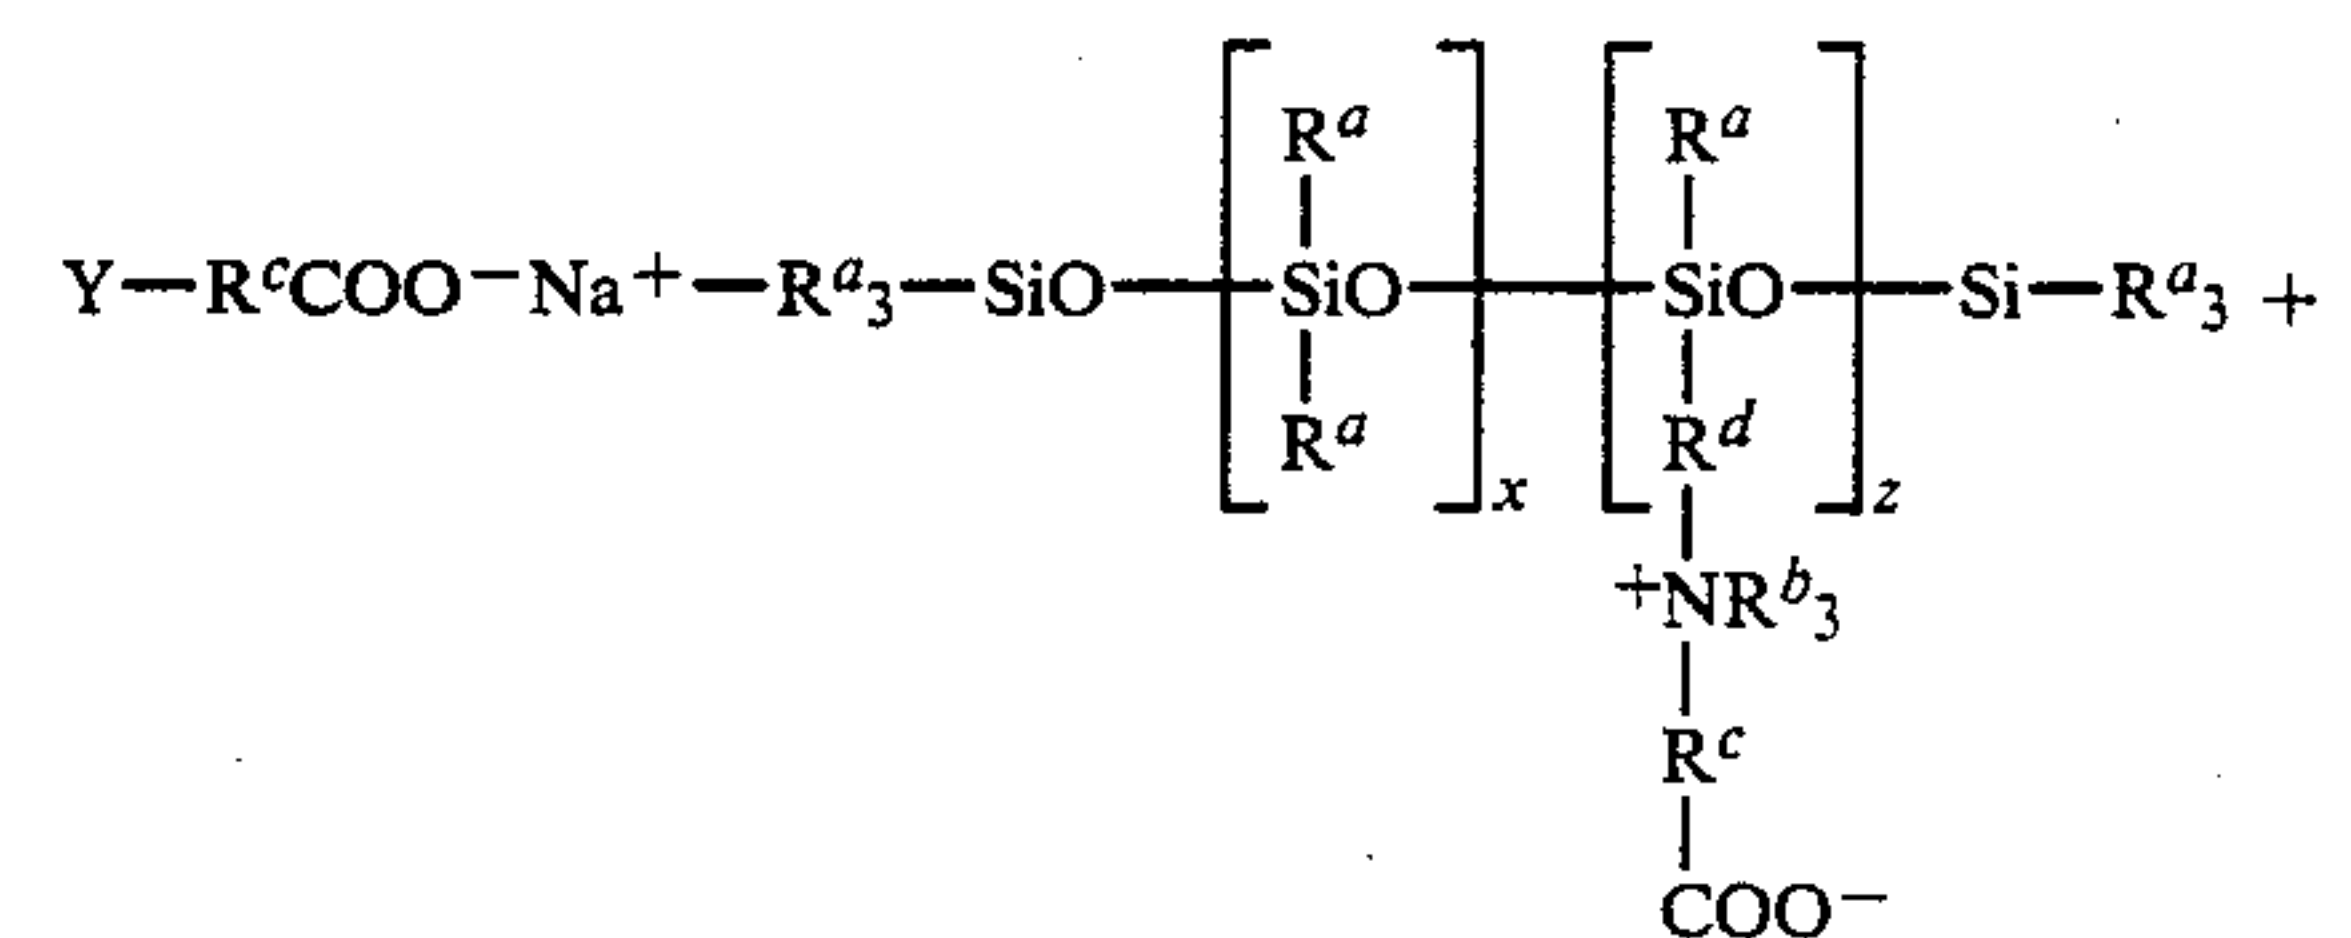 R^a R^a
Y—R^cCOO^−Na^+—R^a_3—SiO—[SiO]—[SiO]—Si—R^a_3 +
R^a R^d
x z
^+NR^b_3
R^c
COO^−